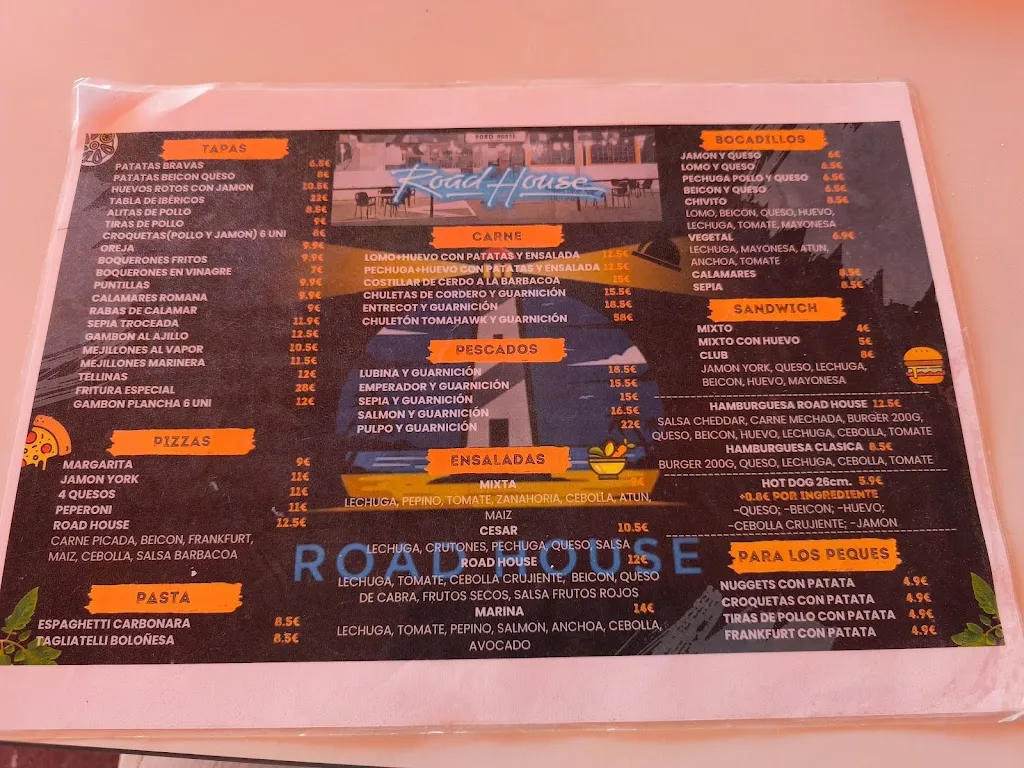 TAPAS
PATATAS BRAVAS 6.5€
PATATAS BEICON QUESO 8€
HUEVOS ROTOS CON JAMON 10.5€
TABLA DE IBÉRICOS 22€
ALITAS DE POLLO 8.5€
TIRAS DE POLLO 9€
CROQUETAS(POLLO Y JAMON) 6 UNI 8€
OREJA 9.9€
BOQUERONES FRITOS 9.9€
BOQUERONES EN VINAGRE 7€
PUNTILLAS 9.9€
CALAMARES ROMANA 9.9€
RABAS DE CALAMAR 9€
SEPIA TROCEADA 11.9€
GAMBON AL AJILLO 12.5€
MEJILLONES AL VAPOR 10.5€
MEJILLONES MARINERA 11.5€
TELLINAS 12€
FRITURA ESPECIAL 28€
GAMBON PLANCHA 6 UNI 12€
PIZZAS
MARGARITA 9€
JAMON YORK 11€
4 QUESOS 11€
PEPERONI 11€
ROAD HOUSE 12.5€
CARNE PICADA, BEICON, FRANKFURT,
MAIZ, CEBOLLA, SALSA BARBACOA
PASTA
ESPAGHETTI CARBONARA 8.5€
TAGLIATELLI BOLOÑESA 8.5€
ROAD HOUSE
Road House
CARNE
LOMO+HUEVO CON PATATAS Y ENSALADA 12.5€
PECHUGA+HUEVO CON PATATAS Y ENSALADA 12.5€
COSTILLAR DE CERDO A LA BARBACOA 15€
CHULETAS DE CORDERO Y GUARNICIÓN 15.5€
ENTRECOT Y GUARNICIÓN 18.5€
CHULETÓN TOMAHAWK Y GUARNICIÓN 58€
PESCADOS
LUBINA Y GUARNICIÓN 18.5€
EMPERADOR Y GUARNICIÓN 15.5€
SEPIA Y GUARNICIÓN 15€
SALMON Y GUARNICIÓN 16.5€
PULPO Y GUARNICIÓN 22€
ENSALADAS
MIXTA
LECHUGA, PEPINO, TOMATE, ZANAHORIA, CEBOLLA, ATUN,
MAIZ
CESAR 10.5€
LECHUGA, CRUTONES, PECHUGA, QUESO, SALSA
ROAD HOUSE 12€
LECHUGA, TOMATE, CEBOLLA CRUJIENTE, BEICON, QUESO
DE CABRA, FRUTOS SECOS, SALSA FRUTOS ROJOS
MARINA 14€
LECHUGA, TOMATE, PEPINO, SALMON, ANCHOA, CEBOLLA,
AVOCADO
ROAD HOUSE
BOCADILLOS
JAMON Y QUESO 6€
LOMO Y QUESO 6.5€
PECHUGA POLLO Y QUESO 6.5€
BEICON Y QUESO 6.5€
CHIVITO 8.5€
LOMO, BEICON, QUESO, HUEVO,
LECHUGA, TOMATE, MAYONESA
VEGETAL 6.9€
LECHUGA, MAYONESA, ATUN,
ANCHOA, TOMATE
CALAMARES 8.5€
SEPIA 8.5€
SANDWICH
MIXTO 4€
MIXTO CON HUEVO 5€
CLUB 8€
JAMON YORK, QUESO, LECHUGA,
BEICON, HUEVO, MAYONESA
HAMBURGUESA ROAD HOUSE 12.5€
SALSA CHEDDAR, CARNE MECHADA, BURGER 200G,
QUESO, BEICON, HUEVO, LECHUGA, CEBOLLA, TOMATE
HAMBURGUESA CLASICA 8.5€
BURGER 200G, QUESO, LECHUGA, CEBOLLA, TOMATE
HOT DOG 26cm. 5.9€
+0.8€ POR INGREDIENTE
-QUESO; -BEICON; -HUEVO;
-CEBOLLA CRUJIENTE; -JAMON
PARA LOS PEQUES
NUGGETS CON PATATA 4.9€
CROQUETAS CON PATATA 4.9€
TIRAS DE POLLO CON PATATA 4.9€
FRANKFURT CON PATATA 4.9€